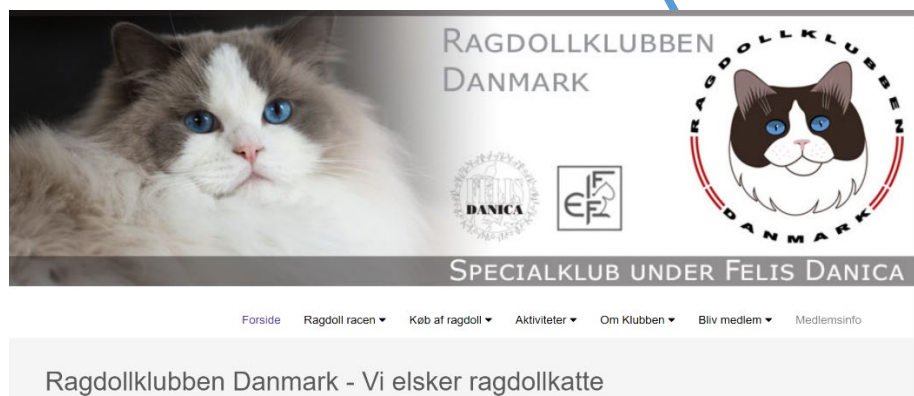 RAGDOLLKLUBBEN
DANMARK
RAGDOLLKLUBBEN
DANMARK
FELIS
DANICA
FIFE
SPECIALKLUB UNDER FELIS DANICA
Forside Ragdoll racen Køb af ragdoll Aktiviteter Om Klubben Bliv medlem Medlemsinfo
Ragdollklubben Danmark - Vi elsker ragdollkatte